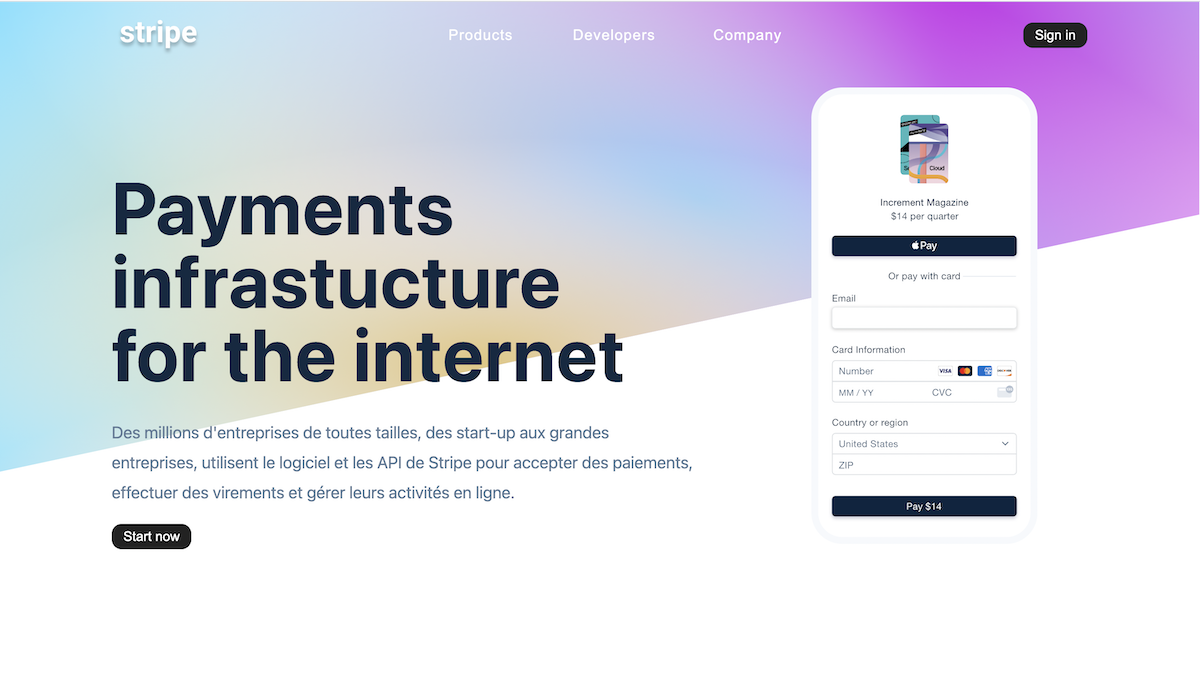 stripe
Products
Developers
Company
Sign in
Payments
infrastucture
for the internet
Des millions d'entreprises de toutes tailles, des start-up aux grandes
entreprises, utilisent le logiciel et les API de Stripe pour accepter des paiements,
effectuer des virements et gérer leurs activités en ligne.
Start now
Cloud
Increment Magazine
$14 per quarter
Pay
Or pay with card
Email
Card Information
Number
VISA
MM / YY
CVC
Country or region
United States
ZIP
Pay $14